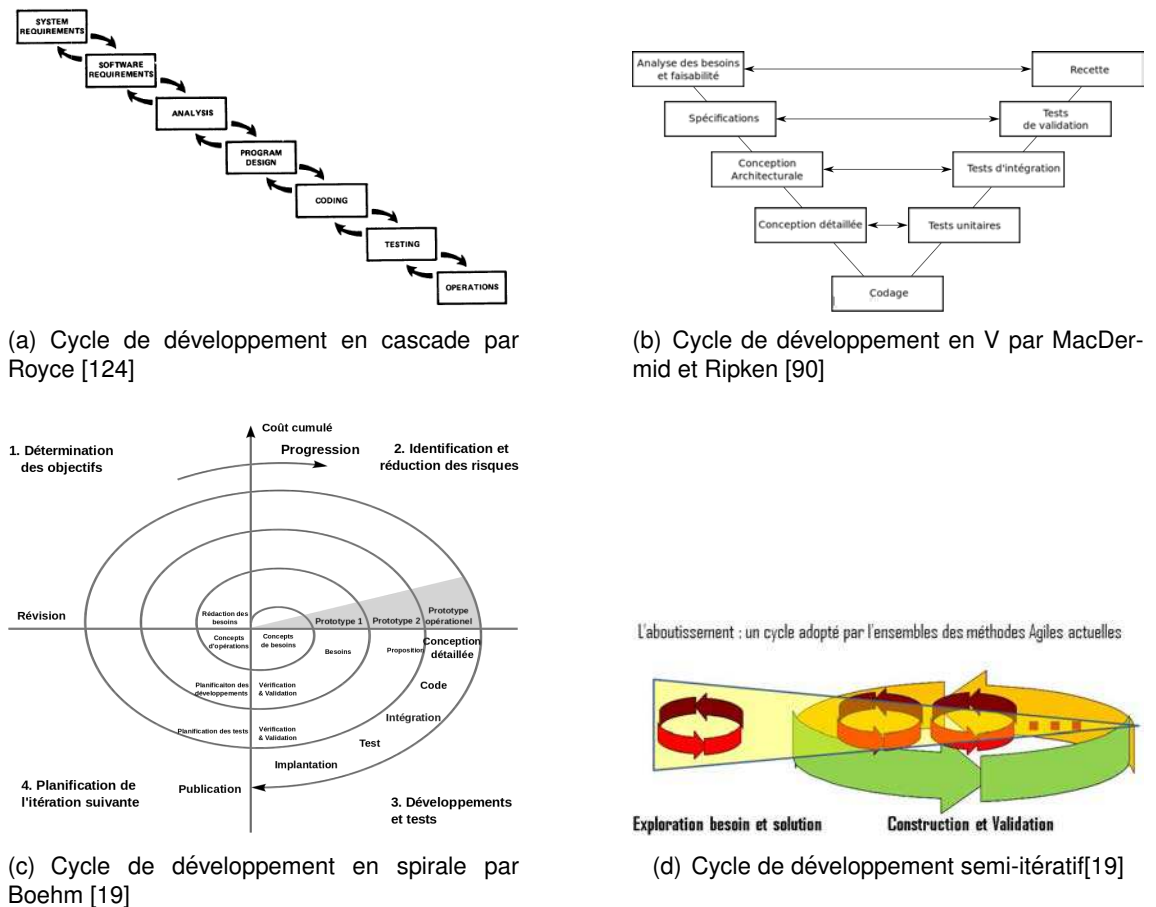 SYSTEM
REQUIREMENTS
SOFTWARE
REQUIREMENTS
ANALYSIS
PROGRAM
DESIGN
CODING
TESTING
OPERATIONS
(a) Cycle de développement en cascade par
Royce [124]
Analyse des besoins
et faisabilité
Recette
Spécifications
Tests
de validation
Conception
Architecturale
Tests d'intégration
Conception détaillée
Tests unitaires
Codage
(b) Cycle de développement en V par MacDer-
mid et Ripken [90]
Coût cumulé
1. Détermination
des objectifs
Progression
2. Identification et
réduction des risques
Révision
Rédaction des
besoins
Prototype 1
Prototype 2
Prototype
opérationel
Concepts
d'opérations
Concepts
de besoins
Besoins
Proposition
Conception
détaillée
Planificaiton des
développements
Vérification
& Validation
Code
Intégration
Planification des tests
Vérification
& Validation
Test
Implantation
4. Planification de
l'itération suivante
Publication
3. Développements
et tests
(c) Cycle de développement en spirale par
Boehm [19]
L'aboutissement : un cycle adopté par l'ensembles des méthodes Agiles actuelles
Exploration besoin et solution
Construction et Validation
(d) Cycle de développement semi-itératif[19]